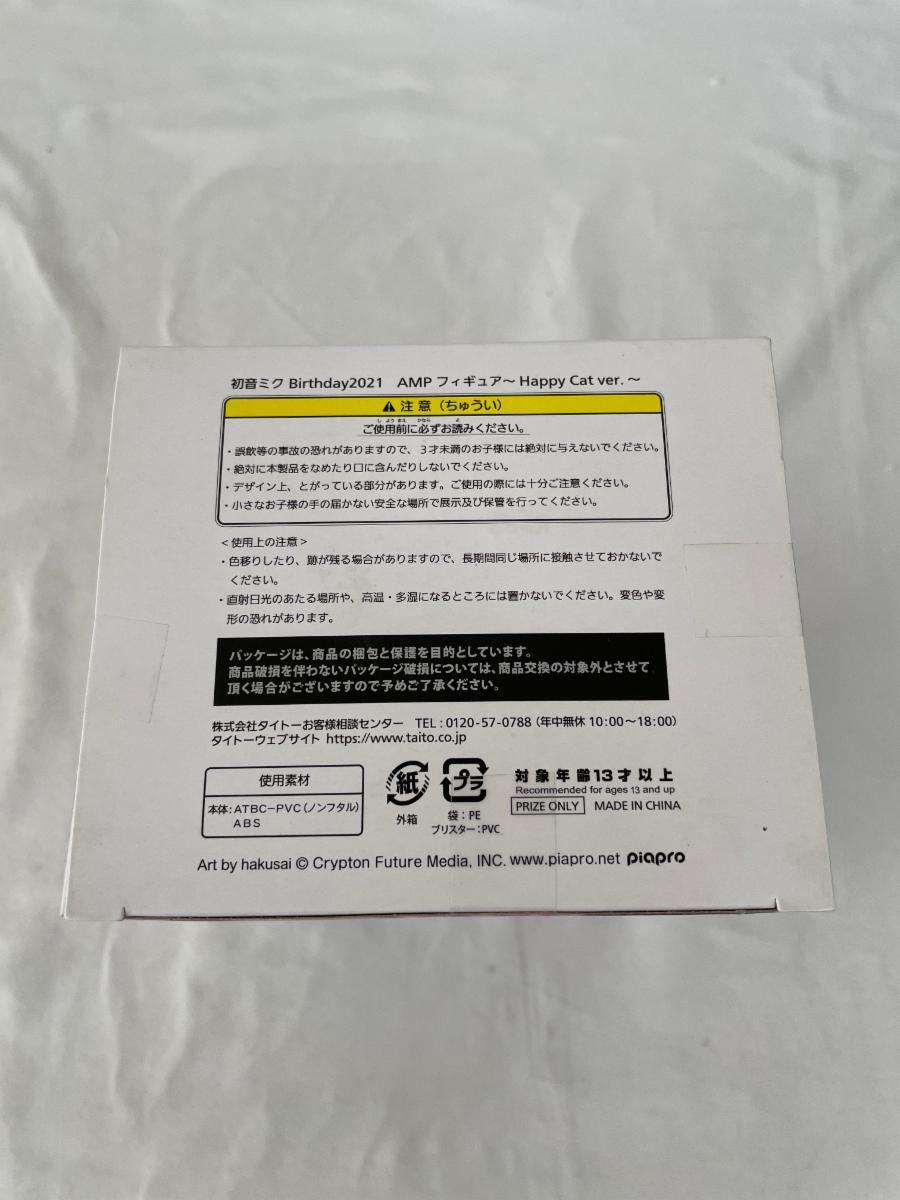 初音ミク Birthday2021 AMP フィギュア～ Happy Cat ver. ～
⚠ 注意（ちゅうい）
しようまえ かなら よ
ご使用前に必ずお読みください。
・誤飲等の事故の恐れがありますので、3才未満のお子様には絶対に与えないでください。
・絶対に本製品をなめたり口に含んだりしないでください。
・デザイン上、とがっている部分があります。ご使用の際には十分ご注意ください。
・小さなお子様の手の届かない安全な場所で展示及び保管を行ってください。
＜使用上の注意＞
・色移りしたり、跡が残る場合がありますので、長期間同じ場所に接触させておかないで
ください。
・直射日光のあたる場所や、高温・多湿になるところには置かないでください。変色や変
形の恐れがあります。
パッケージは、商品の梱包と保護を目的としています。
商品破損を伴わないパッケージ破損については、商品交換の対象外とさせて
頂く場合がございますので予めご了承ください。
株式会社タイトーお客様相談センター TEL：0120-57-0788（年中無休 10:00～18:00）
タイトーウェブサイト https://www.taito.co.jp
使用素材
本体：ATBC-PVC（ノンフタル）
ABS
紙
外箱
プラ
袋：PE
ブリスター：PVC
対象年齢13才以上
Recommended for ages 13 and up
PRIZE ONLY MADE IN CHINA
Art by hakusai © Crypton Future Media, INC. www.piapro.net piapro